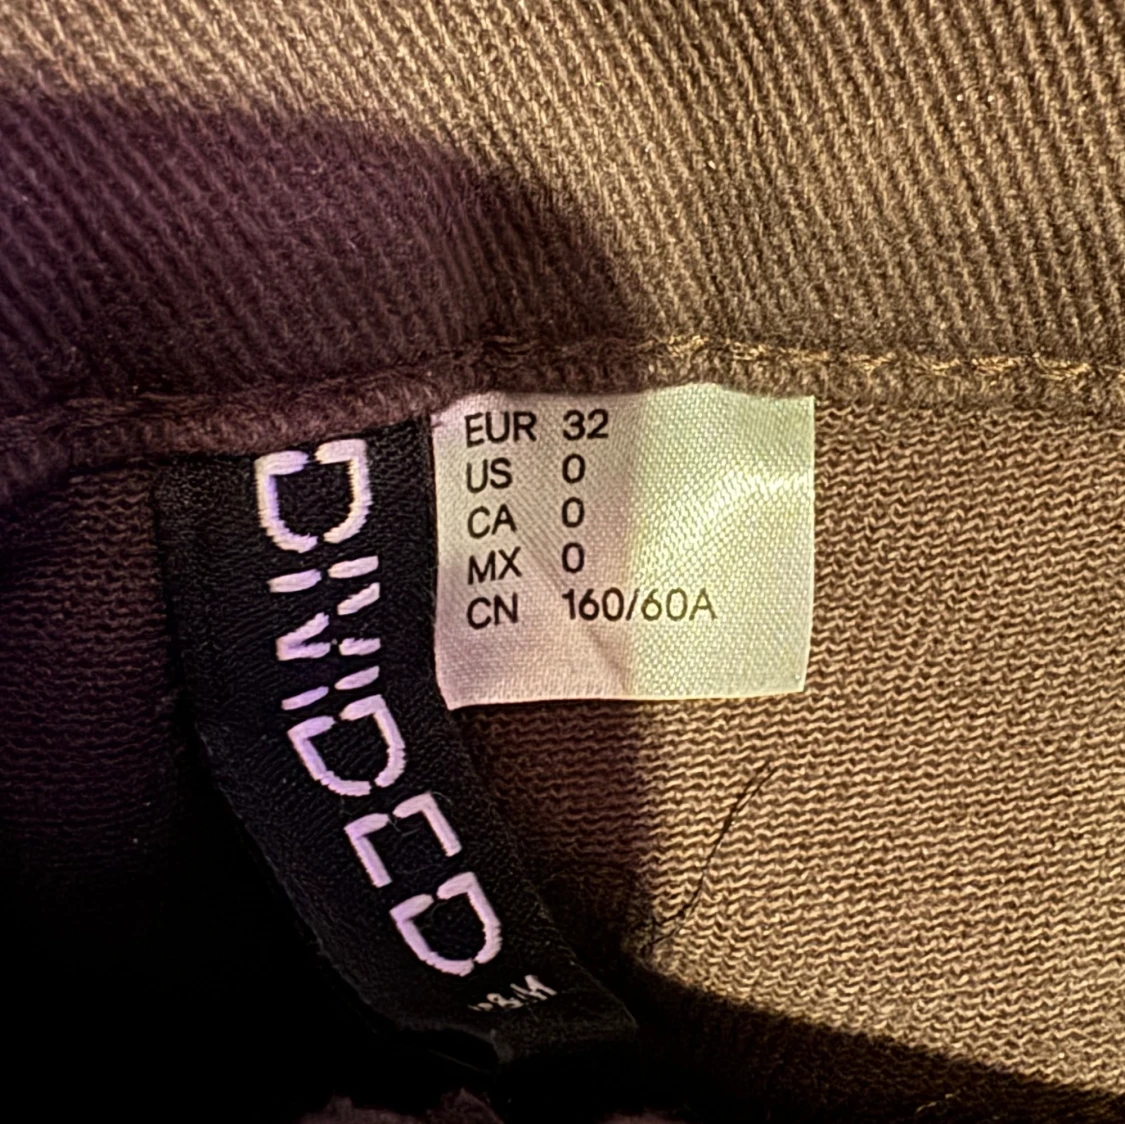 DIVIDED
H&M
EUR 32
US 0
CA 0
MX 0
CN 160/60A